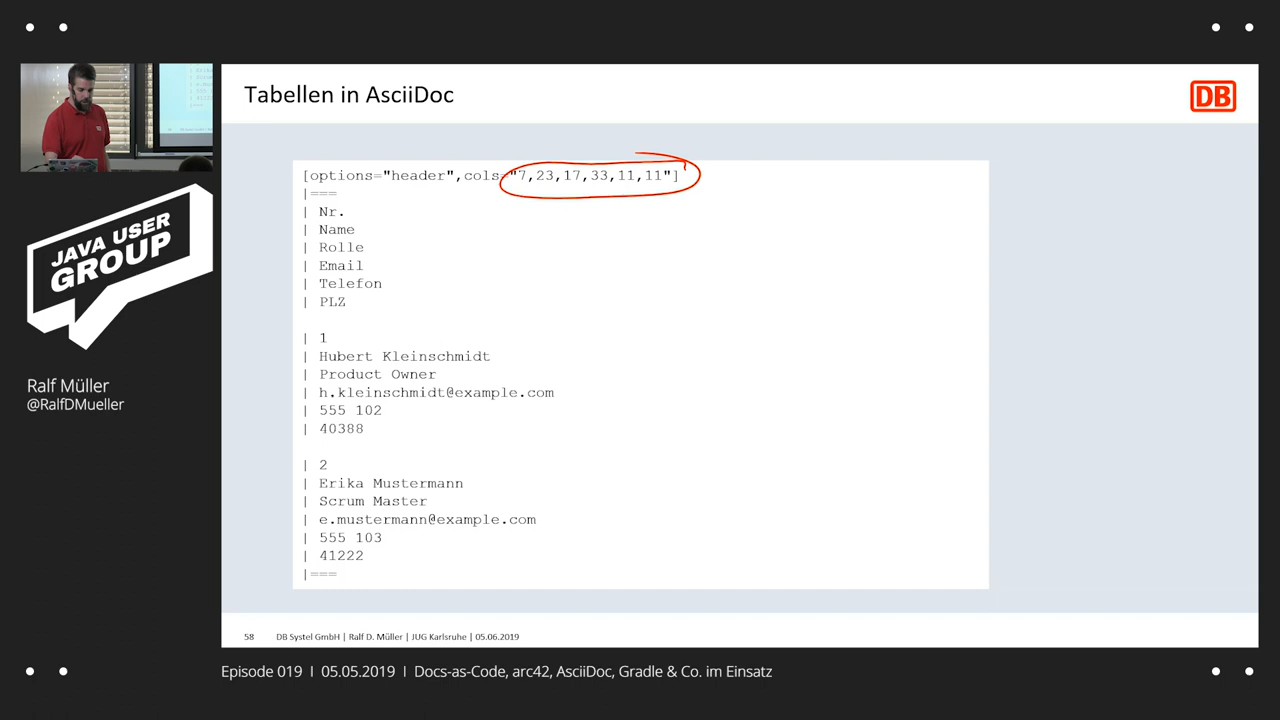 Tabellen in AsciiDoc
DB
[options="header",cols="7,23,17,33,11,11"]
|===
| Nr.
| Name
| Rolle
| Email
| Telefon
| PLZ
| 1
| Hubert Kleinschmidt
| Product Owner
| h.kleinschmidt@example.com
| 555 102
| 40388
| 2
| Erika Mustermann
| Scrum Master
| e.mustermann@example.com
| 555 103
| 41222
|===
58 DB Systel GmbH | Ralf D. Müller | JUG Karlsruhe | 05.06.2019
JAVA USER
GROUP
Ralf Müller
@RalfDMueller
Episode 019 I 05.05.2019 I Docs-as-Code, arc42, AsciiDoc, Gradle & Co. im Einsatz